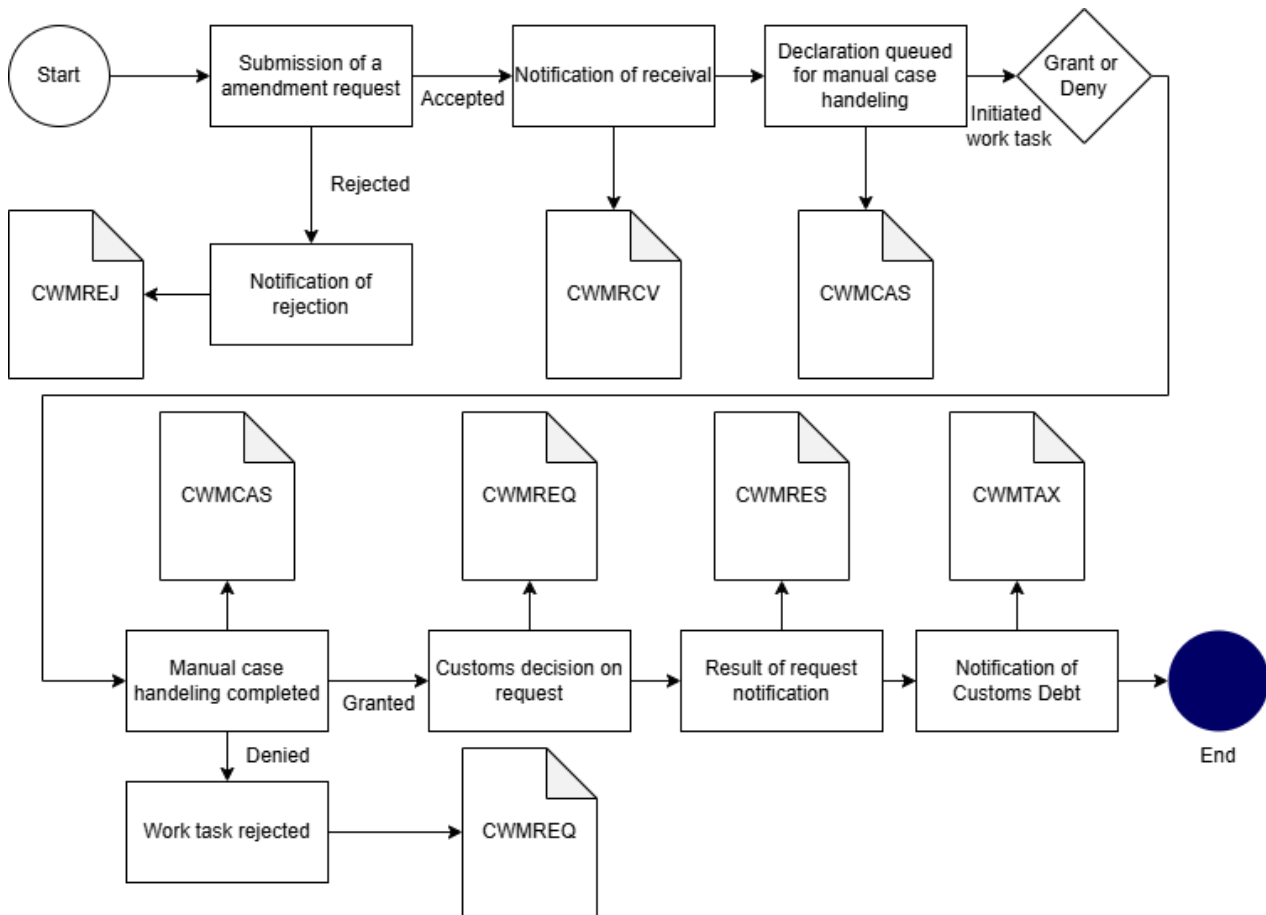 Start
Submission of a
amendment request
Accepted
Notification of receival
Declaration queued
for manual case
handeling
Initiated
work task
Grant or
Deny
Rejected
CWMREJ
Notification of
rejection
CWMRCV
CWMCAS
CWMCAS
CWMREQ
CWMRES
CWMTAX
Manual case
handeling completed
Granted
Customs decision on
request
Result of request
notification
Notification of
Customs Debt
End
Denied
Work task rejected
CWMREQ